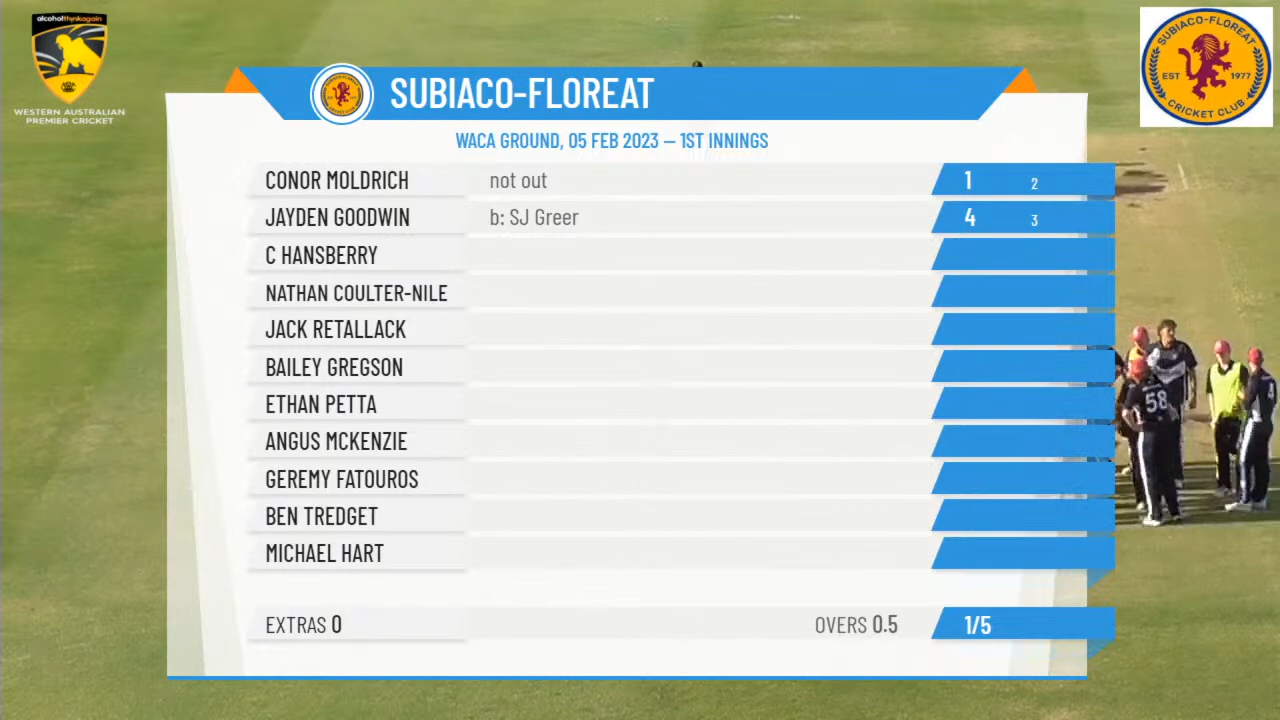 alcoholthinkagain
WESTERN AUSTRALIAN
PREMIER CRICKET
SUBIACO-FLOREAT
EST 1977
CRICKET CLUB
SUBIACO-FLOREAT
WACA GROUND, 05 FEB 2023 – 1ST INNINGS
CONOR MOLDRICH not out 1 2
JAYDEN GOODWIN b: SJ Greer 4 3
C HANSBERRY
NATHAN COULTER-NILE
JACK RETALLACK
BAILEY GREGSON
ETHAN PETTA
ANGUS MCKENZIE
GEREMY FATOUROS
BEN TREDGET
MICHAEL HART
EXTRAS 0 OVERS 0.5 1/5
58
4